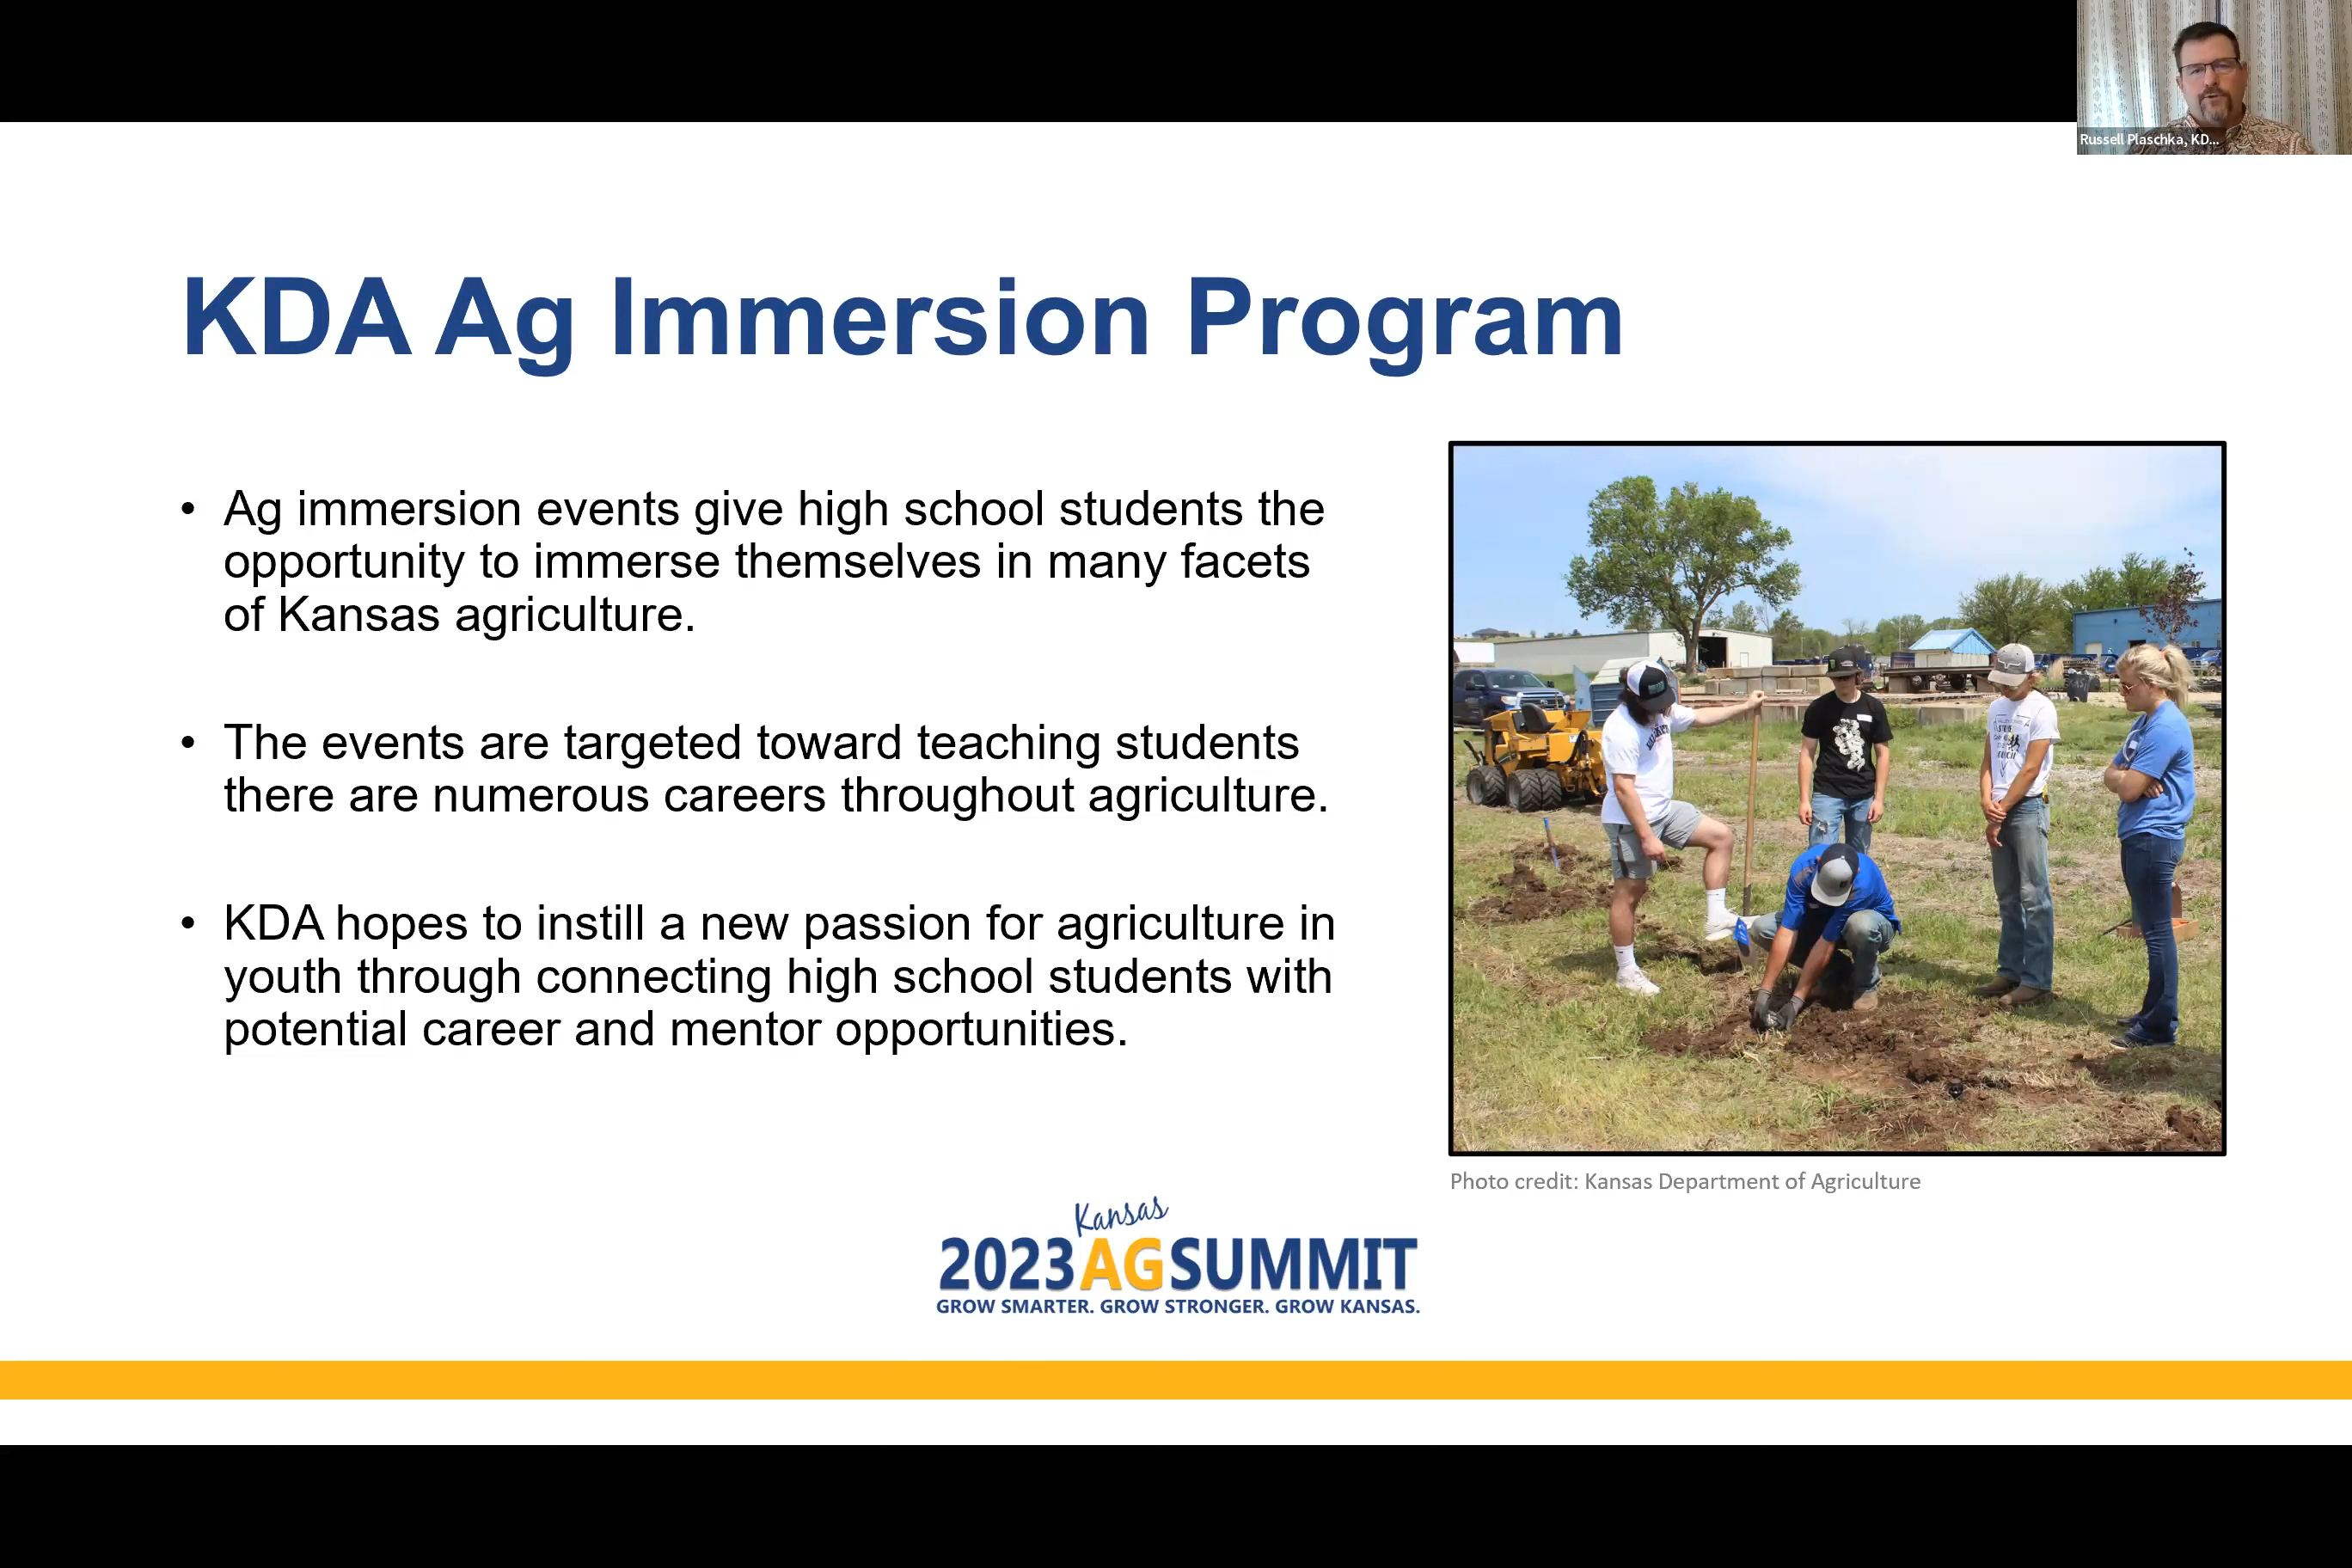 Russell Plaschka, KD...
KDA Ag Immersion Program
• Ag immersion events give high school students the
opportunity to immerse themselves in many facets
of Kansas agriculture.
• The events are targeted toward teaching students
there are numerous careers throughout agriculture.
• KDA hopes to instill a new passion for agriculture in
youth through connecting high school students with
potential career and mentor opportunities.
Photo credit: Kansas Department of Agriculture
Kansas
2023 AG SUMMIT
GROW SMARTER. GROW STRONGER. GROW KANSAS.